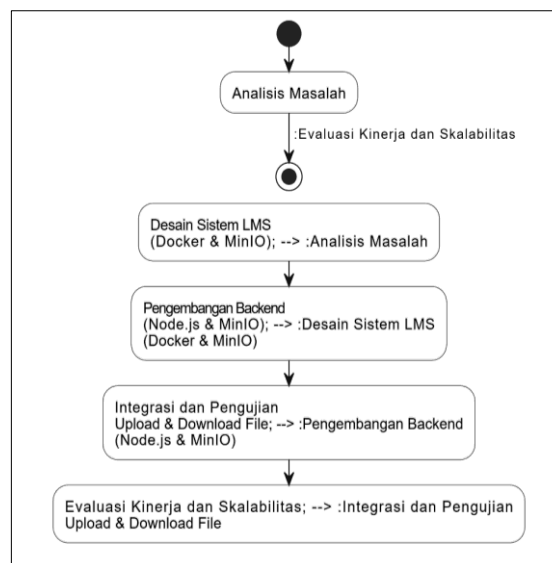 Analisis Masalah
:Evaluasi Kinerja dan Skalabilitas
Desain Sistem LMS
(Docker & MinIO); --> :Analisis Masalah
Pengembangan Backend
(Node.js & MinIO); --> :Desain Sistem LMS
(Docker & MinIO)
Integrasi dan Pengujian
Upload & Download File; --> :Pengembangan Backend
(Node.js & MinIO)
Evaluasi Kinerja dan Skalabilitas; --> :Integrasi dan Pengujian
Upload & Download File